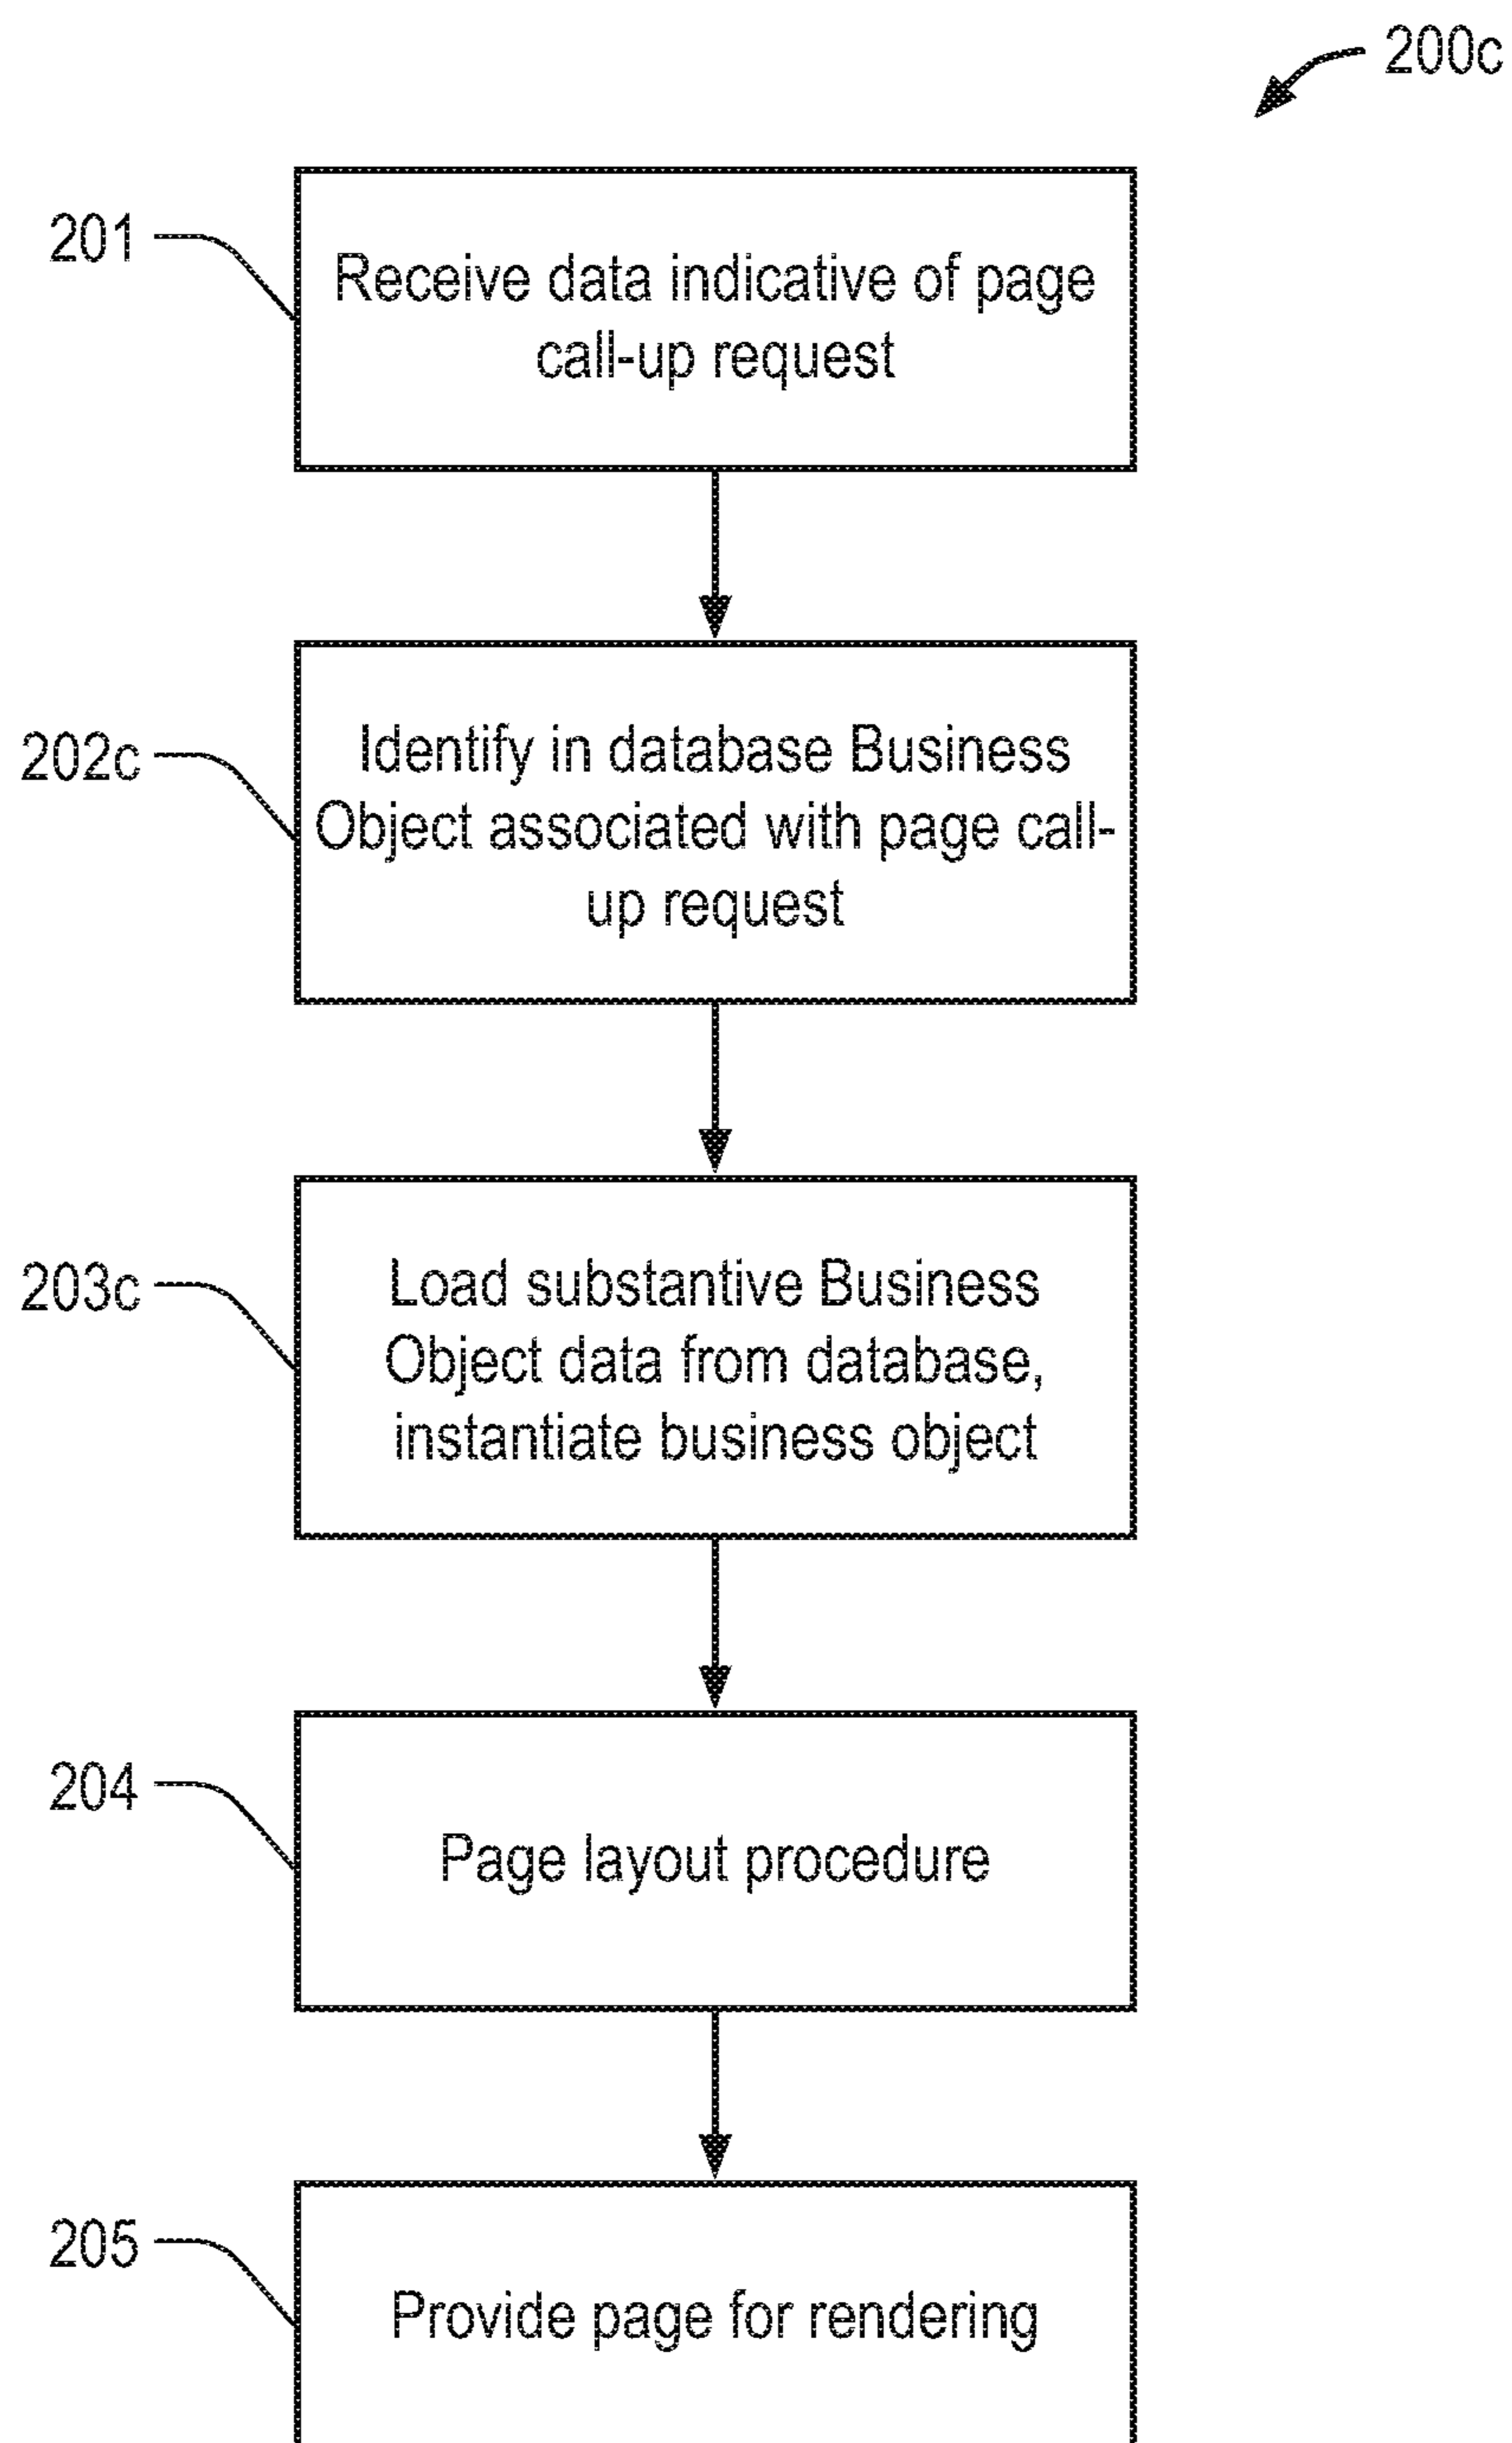 200c
201
Receive data indicative of page
call-up request
202c
Identify in database Business
Object associated with page call-
up request
203c
Load substantive Business
Object data from database,
instantiate business object
204
Page layout procedure
205
Provide page for rendering